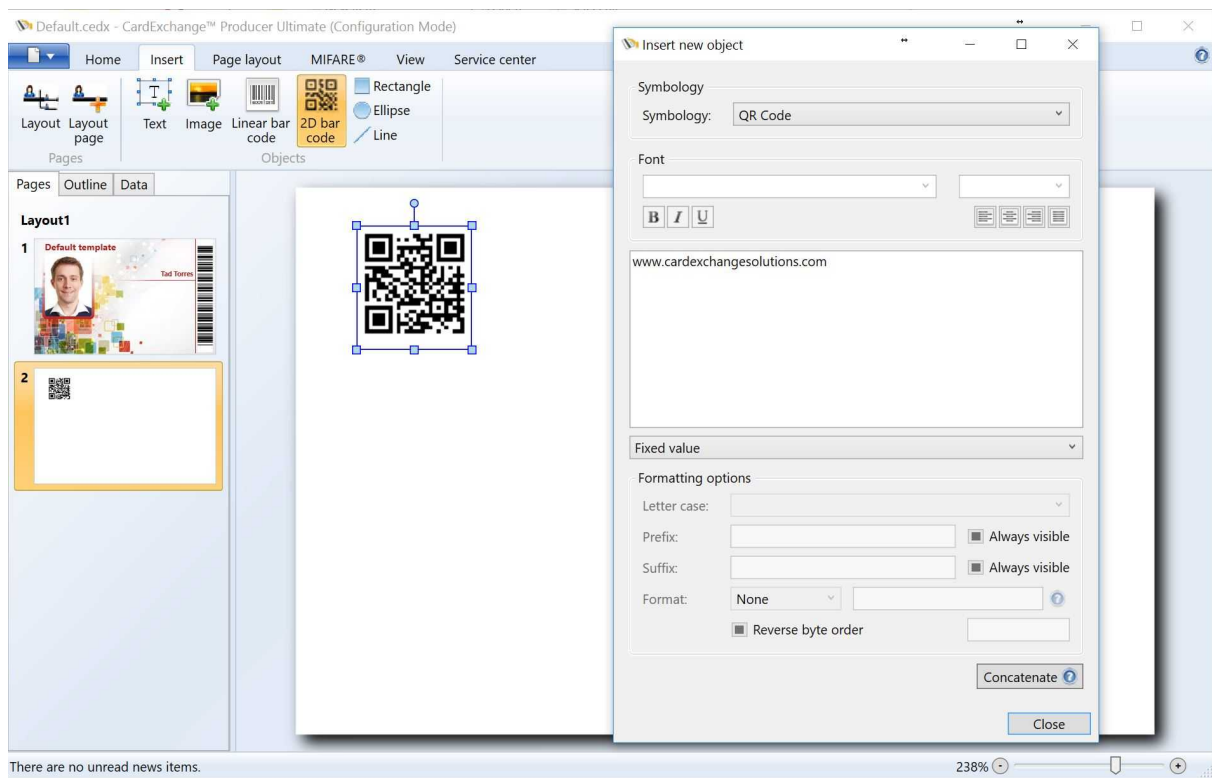 Default.cedx - CardExchange™ Producer Ultimate (Configuration Mode)
Home Insert Page layout MIFARE® View Service center
Layout
Layout page
Pages
Text
Image
Linear bar code
2D bar code
Rectangle
Ellipse
Line
Objects
Pages Outline Data
Layout1
1
Default template
Tad Torres
2
Insert new object
Symbology
Symbology: QR Code
Font
B I U
www.cardexchangesolutions.com
Fixed value
Formatting options
Letter case:
Prefix: Always visible
Suffix: Always visible
Format: None
Reverse byte order
Concatenate
Close
There are no unread news items.
238%